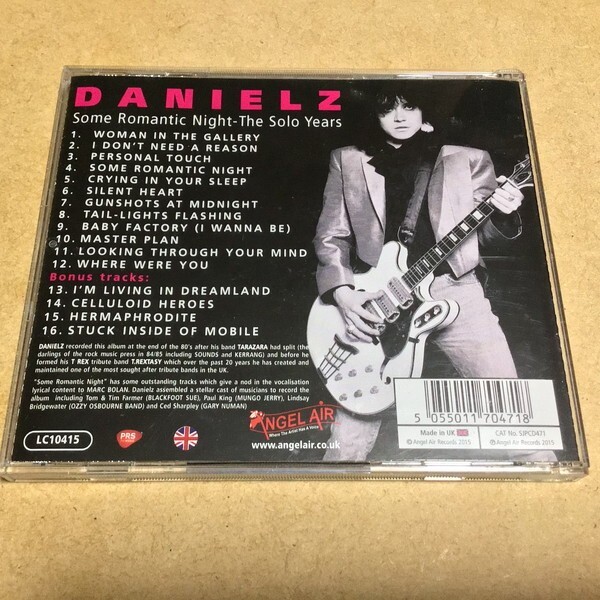 DANIELZ
Some Romantic Night-The Solo Years
1. WOMAN IN THE GALLERY
2. I DON'T NEED A REASON
3. PERSONAL TOUCH
4. SOME ROMANTIC NIGHT
5. CRYING IN YOUR SLEEP
6. SILENT HEART
7. GUNSHOTS AT MIDNIGHT
8. TAIL-LIGHTS FLASHING
9. BABY FACTORY (I WANNA BE)
10. MASTER PLAN
11. LOOKING THROUGH YOUR MIND
12. WHERE WERE YOU
Bonus tracks:
13. I'M LIVING IN DREAMLAND
14. CELLULOID HEROES
15. HERMAPHRODITE
16. STUCK INSIDE OF MOBILE
DANIELZ recorded this album at the end of the 80's after his band TARAZARA had split (the
darlings of the rock music press in 84/85 including SOUNDS and KERRANG) and before he
formed his T REX tribute band T.REXTASY which over the past 20 years he has created and
maintained one of the most sought after tribute bands in the UK.
"Some Romantic Night" has some outstanding tracks which give a nod in the vocalisation
lyrical content to MARC BOLAN. Danielz assembled a stellar cast of musicians to record the
album including Tom & Tim Farmer (BLACKFOOT SUE), Paul King (MUNGO JERRY), Lindsay
Bridgewater (OZZY OSBOURNE BAND) and Ced Sharpley (GARY NUMAN)
LC10415
PRS
ANGEL AIR
Where The Artist Has A Voice
www.angelair.co.uk
5 055011 704718
Made in UK
© Angel Air Records 2015
CAT No. SJPCD471
℗ Angel Air Records 2015